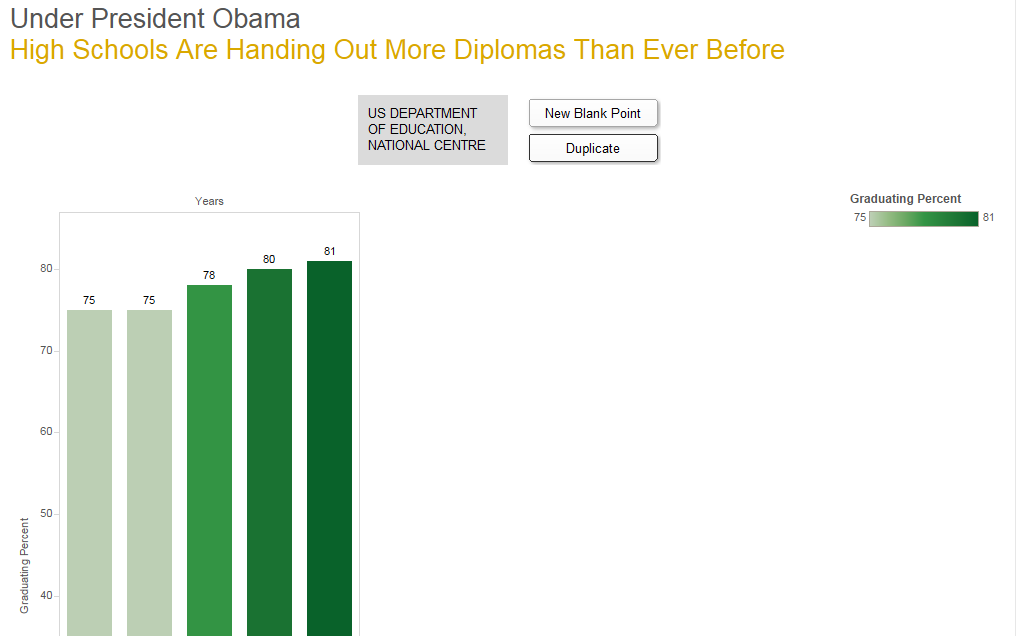 Under President Obama
High Schools Are Handing Out More Diplomas Than Ever Before
US DEPARTMENT
OF EDUCATION,
NATIONAL CENTRE
New Blank Point
Duplicate
Years
Graduating Percent
75
81
75
75
78
80
81
80
70
60
50
40
Graduating Percent